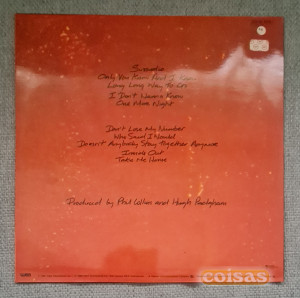 Sussudio
Only You Know And I Know
Long Long Way To Go
I Don't Wanna Know
One More Night
Don't Lose My Number
Who Said I Would
Doesn't Anybody Stay Together Anymore
Inside Out
Take Me Home
Produced by Phil Collins and Hugh Padgham
coisas